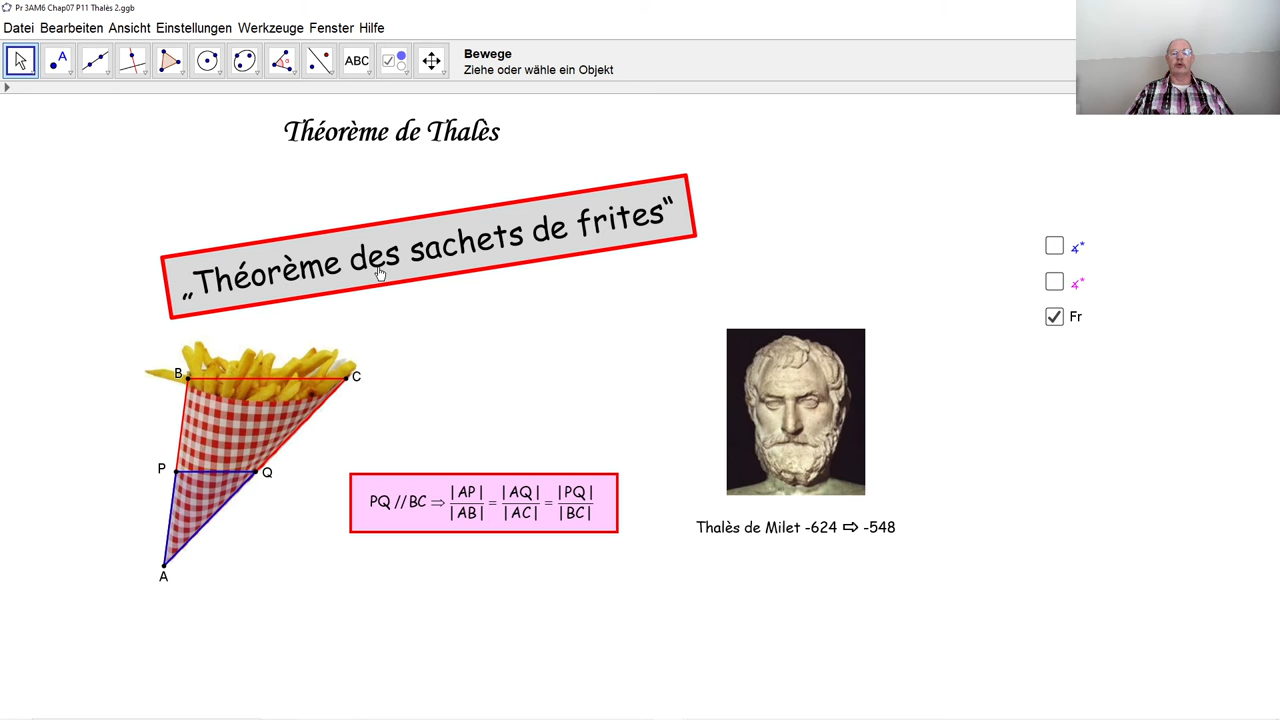 Pr 3AM6 Chap07 P11 Thalès 2.ggb
Datei Bearbeiten Ansicht Einstellungen Werkzeuge Fenster Hilfe
A
ABC
Bewege
Ziehe oder wähle ein Objekt
Théorème de Thalès
„Théorème des sachets de frites“
∡*
∡*
Fr
B
C
P
Q
A
PQ // BC ⇒ |AP|/|AB| = |AQ|/|AC| = |PQ|/|BC|
Thalès de Milet -624 ⇨ -548